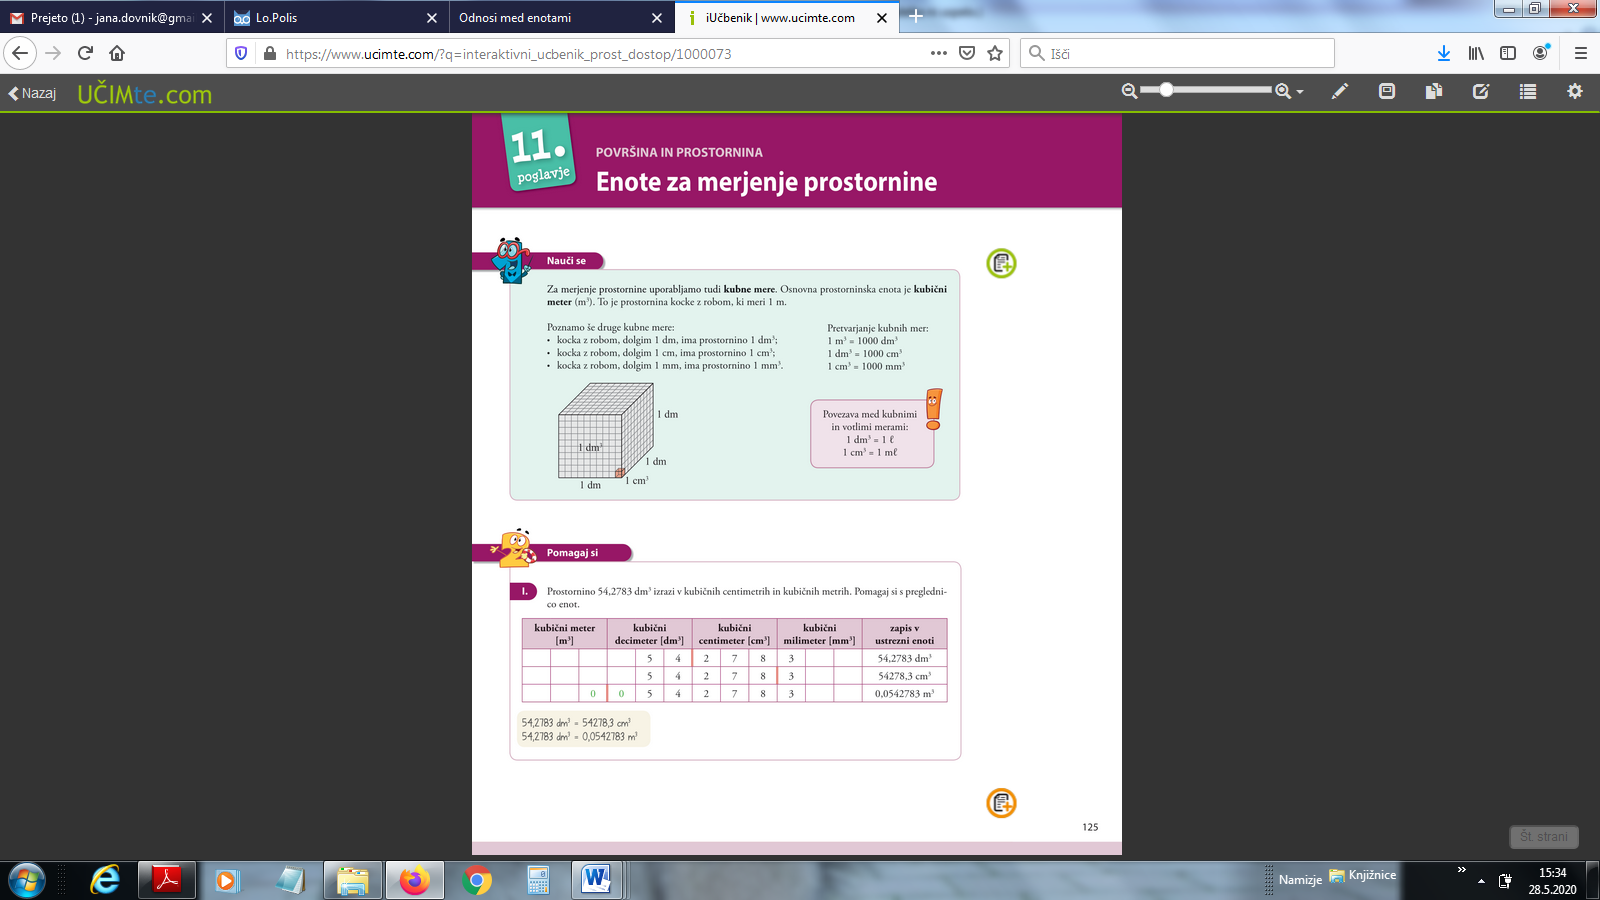 Prejeto (1) - jana.dovnik@gmai
Lo.Polis
Odnosi med enotami
iUčbenik | www.ucimte.com
https://www.ucimte.com/?q=interaktivni_ucbenik_prost_dostop/1000073
Išči
Nazaj
UČIMte.com
11.
poglavje
POVRŠINA IN PROSTORNINA
Enote za merjenje prostornine
Nauči se
Za merjenje prostornine uporabljamo tudi kubne mere. Osnovna prostorninska enota je kubični
meter (m³). To je prostornina kocke z robom, ki meri 1 m.
Poznamo še druge kubne mere:
• kocka z robom, dolgim 1 dm, ima prostornino 1 dm³;
• kocka z robom, dolgim 1 cm, ima prostornino 1 cm³;
• kocka z robom, dolgim 1 mm, ima prostornino 1 mm³.
Pretvarjanje kubnih mer:
1 m³ = 1000 dm³
1 dm³ = 1000 cm³
1 cm³ = 1000 mm³
1 dm
1 dm³
1 dm
1 cm³
1 dm
Povezava med kubnimi
in votlimi merami:
1 dm³ = 1 ℓ
1 cm³ = 1 mℓ
Pomagaj si
I.
Prostornino 54,2783 dm³ izrazi v kubičnih centimetrih in kubičnih metrih. Pomagaj si s pregledni-
co enot.
kubični meter [m³] kubični decimeter [dm³] kubični centimeter [cm³] kubični milimeter [mm³] zapis v ustrezni enoti
5 4 2 7 8 3 54,2783 dm³
5 4 2 7 8 3 54278,3 cm³
0 0 5 4 2 7 8 3 0,0542783 m³
54,2783 dm³ = 54278,3 cm³
54,2783 dm³ = 0,0542783 m³
125
Št. strani
Namizje
Knjižnice
15:34
28.5.2020